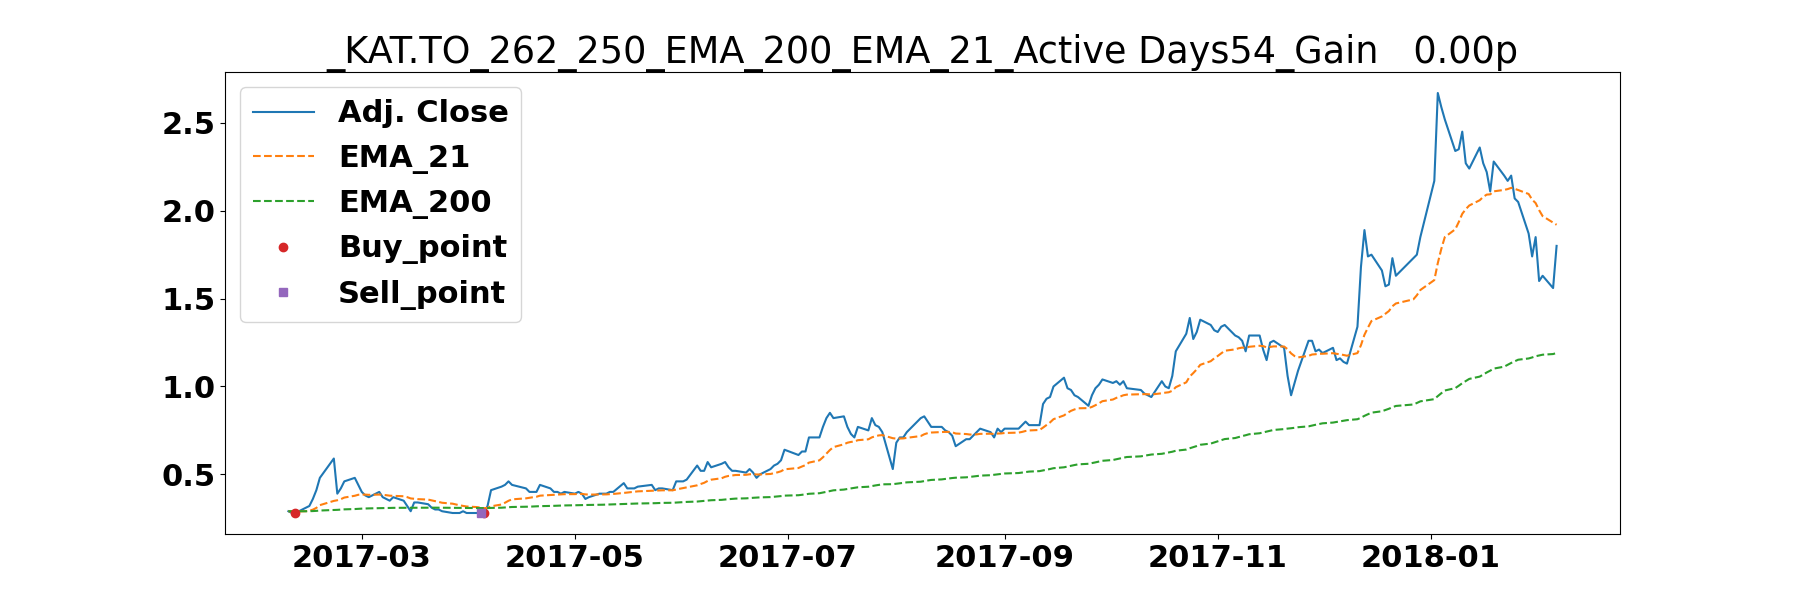 _KAT.TO_262_250_EMA_200_EMA_21_Active Days54_Gain   0.00p
Adj. Close
EMA_21
EMA_200
Buy_point
Sell_point
2.5
2.0
1.5
1.0
0.5
2017-03 2017-05 2017-07 2017-09 2017-11 2018-01